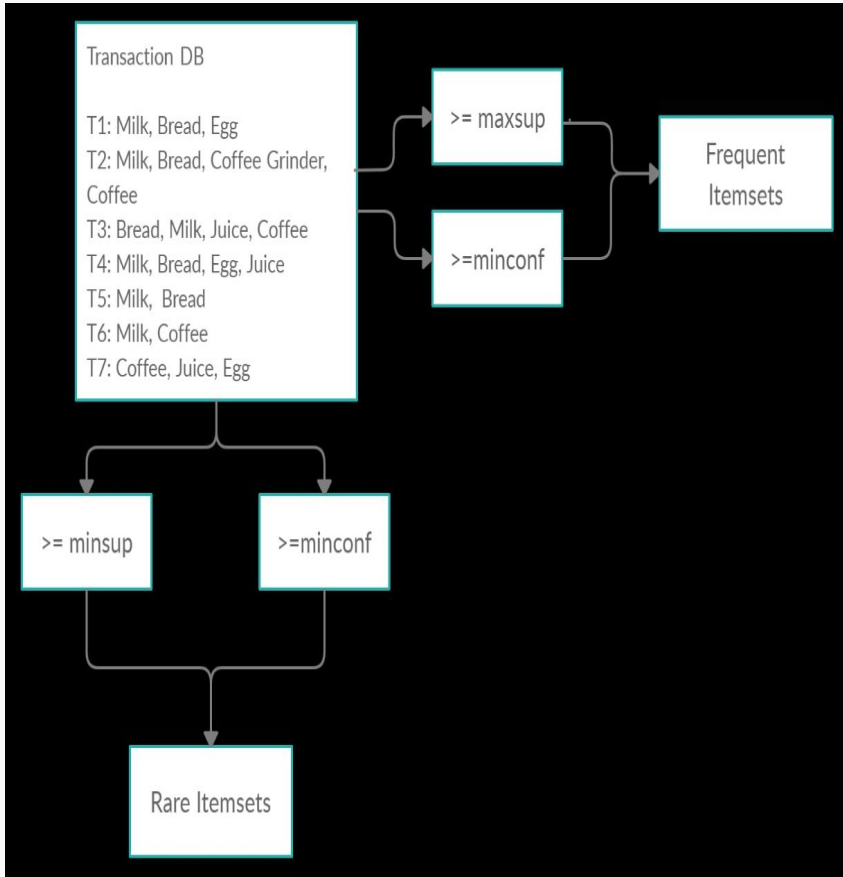 Transaction DB
T1: Milk, Bread, Egg
T2: Milk, Bread, Coffee Grinder,
Coffee
T3: Bread, Milk, Juice, Coffee
T4: Milk, Bread, Egg, Juice
T5: Milk, Bread
T6: Milk, Coffee
T7: Coffee, Juice, Egg
>= maxsup
>=minconf
Frequent
Itemsets
>= minsup
>=minconf
Rare Itemsets